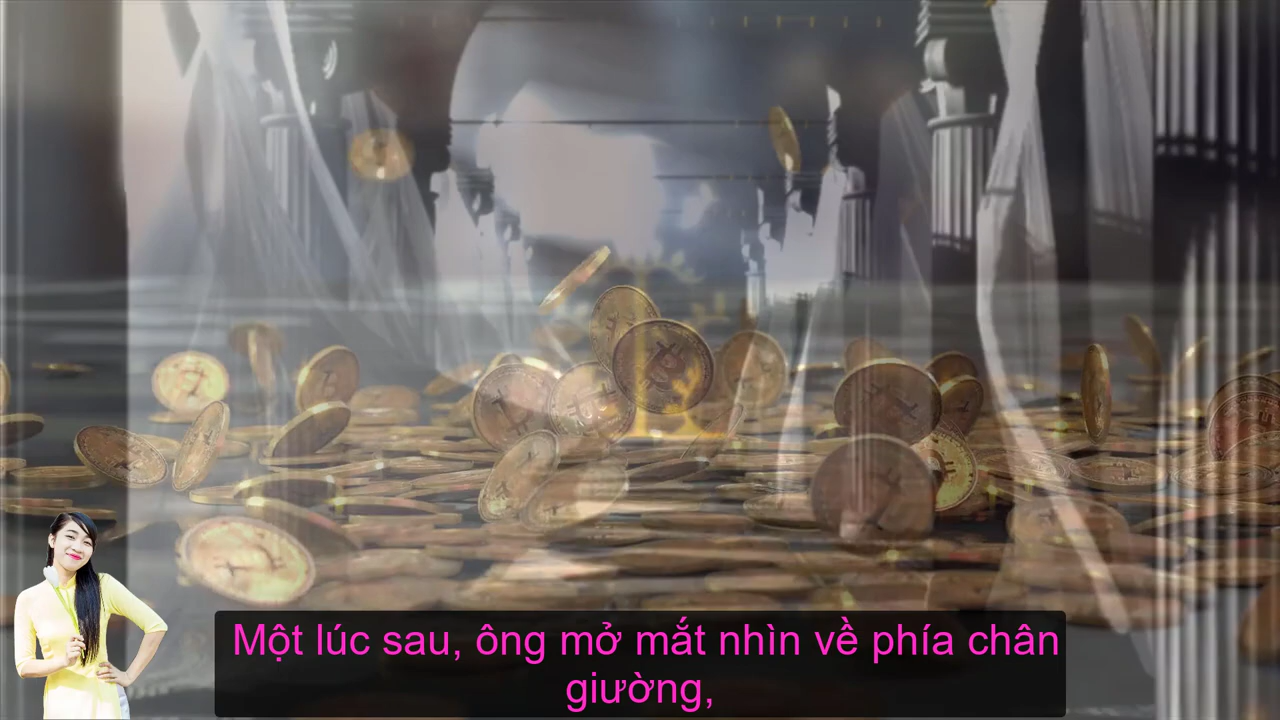 Một lúc sau, ông mở mắt nhìn về phía chân
giường,